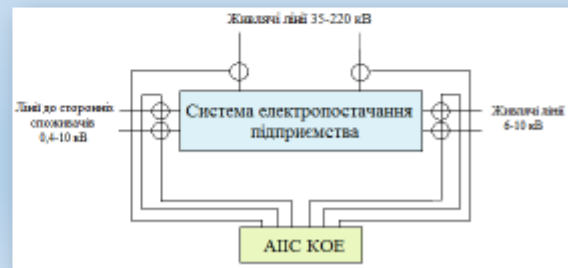 Живлячі лінії 35-220 кВ
Лінії до сторонніх
споживачів
0,4-10 кВ
Система електропостачання
підприємства
Живлячі лінії
6-10 кВ
АПС КОЕ